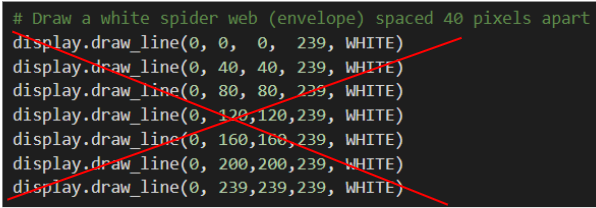 # Draw a white spider web (envelope) spaced 40 pixels apart
display.draw_line(0, 0,  0,  239, WHITE)
display.draw_line(0, 40, 40, 239, WHITE)
display.draw_line(0, 80, 80, 239, WHITE)
display.draw_line(0, 120,120,239, WHITE)
display.draw_line(0, 160,160,239, WHITE)
display.draw_line(0, 200,200,239, WHITE)
display.draw_line(0, 239,239,239, WHITE)